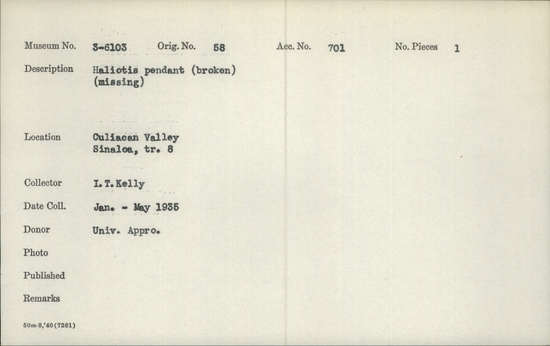 Museum No. 3-6103 Orig. No. 58 Acc. No. 701 No. Pieces 1
Description Haliotis pendant (broken)
(missing)
Location Culiacan Valley
Sinaloa, tr. 8
Collector I.T.Kelly
Date Coll. Jan. - May 1935
Donor Univ. Appro.
Photo
Published
Remarks
50m-8,'40(7261)